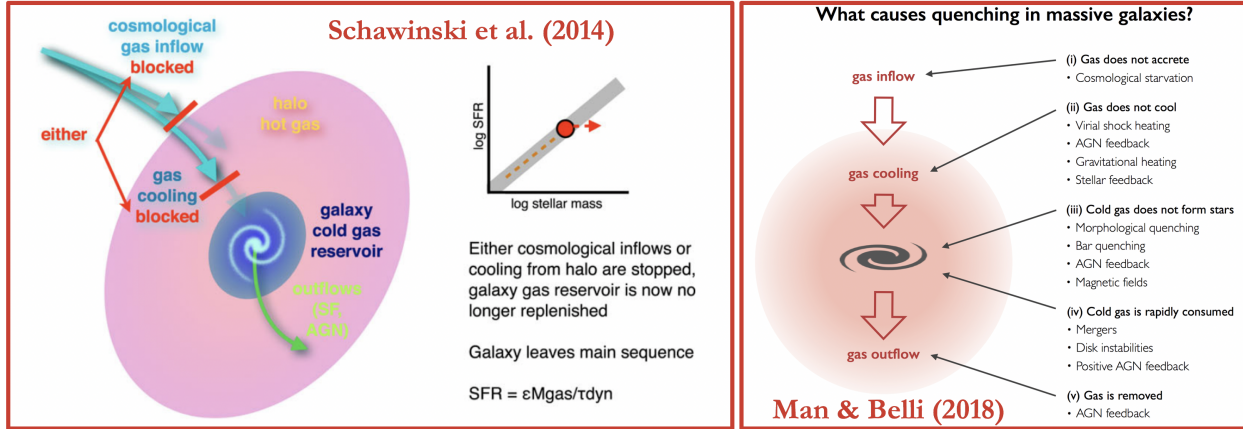 Schawinski et al. (2014)
cosmological
gas inflow
blocked
either
halo
hot gas
gas
cooling
blocked
galaxy
cold gas
reservoir
outflows
(SF,
AGN)
log SFR
log stellar mass
Either cosmological inflows or
cooling from halo are stopped,
galaxy gas reservoir is now no
longer replenished
Galaxy leaves main sequence
SFR = εMgas/τdyn
What causes quenching in massive galaxies?
gas inflow
gas cooling
gas outflow
(i) Gas does not accrete
• Cosmological starvation
(ii) Gas does not cool
• Virial shock heating
• AGN feedback
• Gravitational heating
• Stellar feedback
(iii) Cold gas does not form stars
• Morphological quenching
• Bar quenching
• AGN feedback
• Magnetic fields
(iv) Cold gas is rapidly consumed
• Mergers
• Disk instabilities
• Positive AGN feedback
(v) Gas is removed
• AGN feedback
Man & Belli (2018)